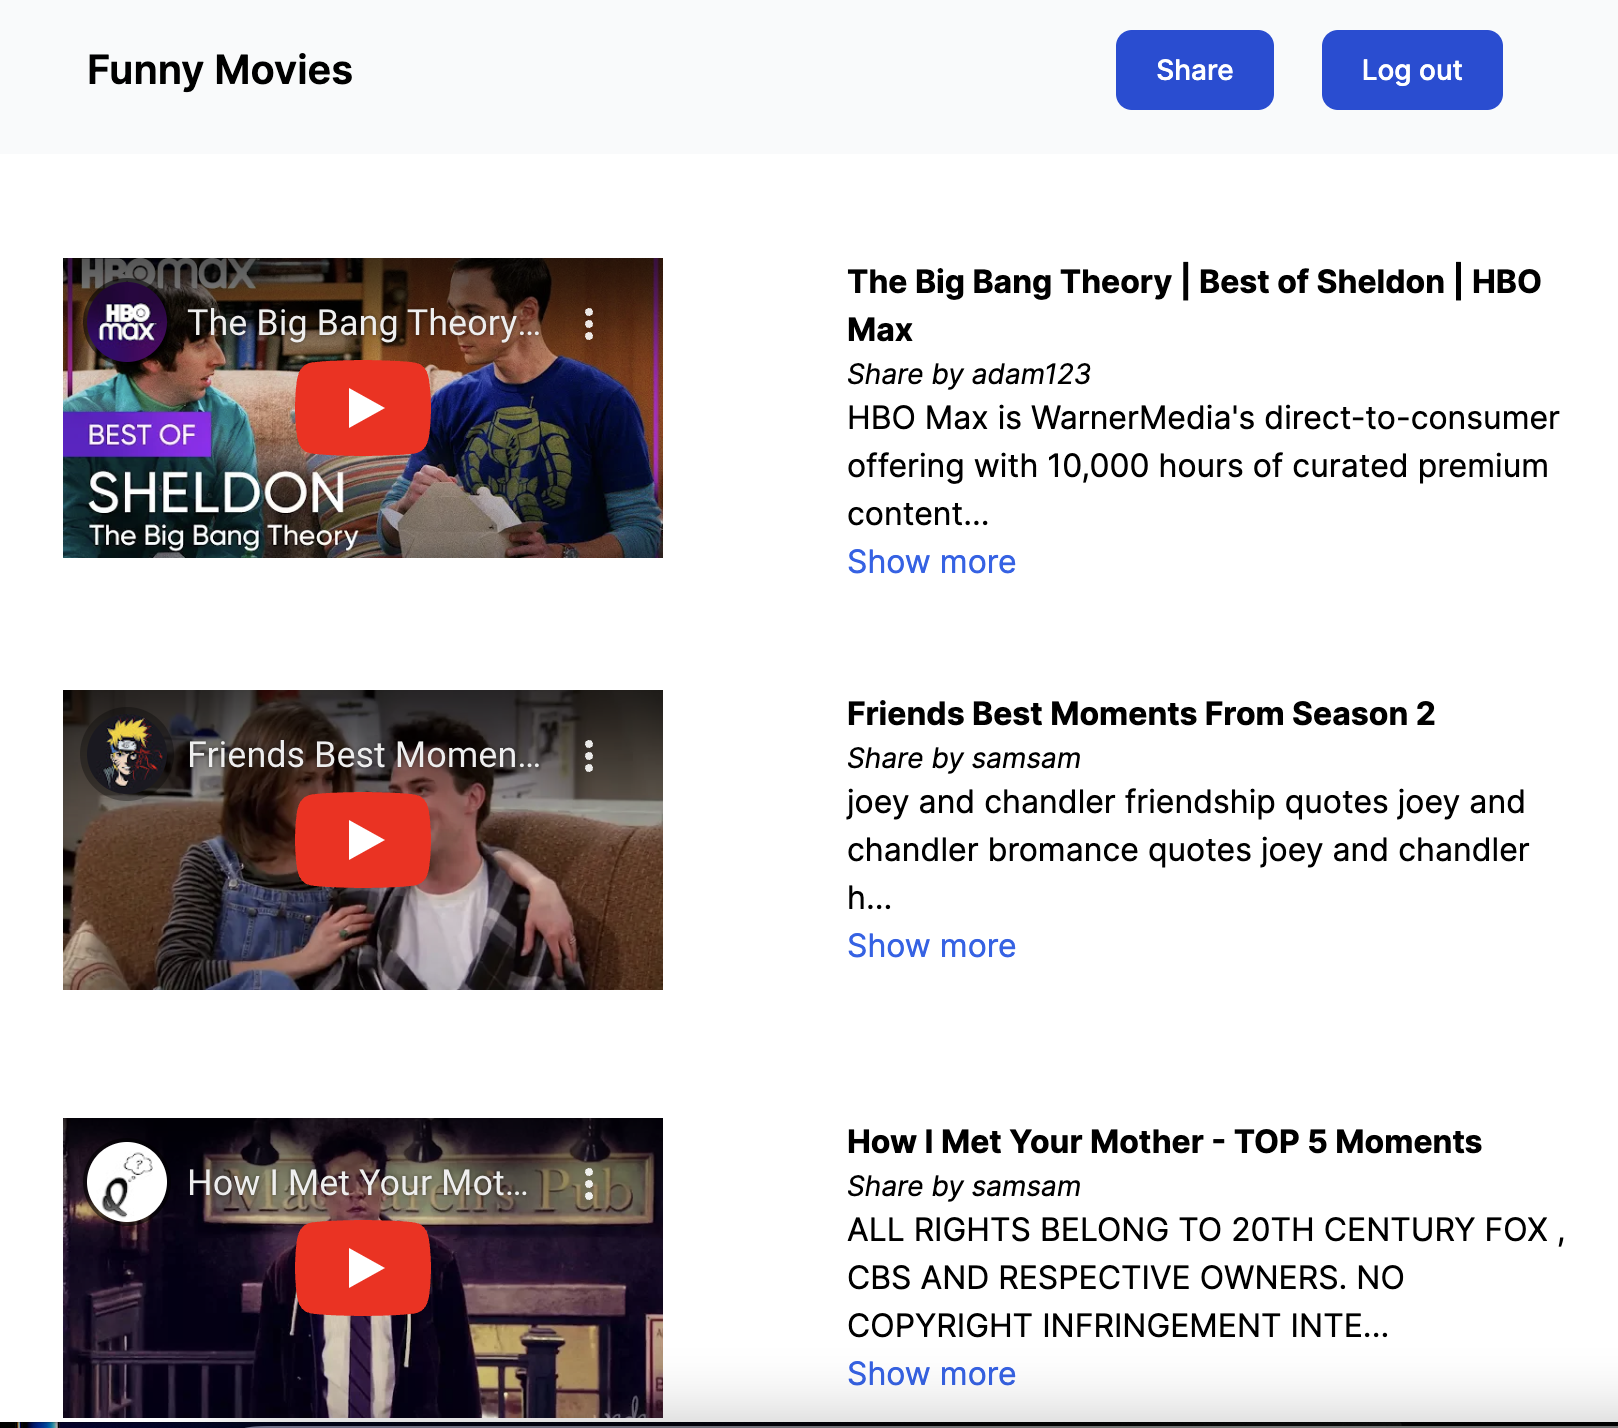 Funny Movies
Share
Log out
HBOmax
HBO
max
The Big Bang Theory...
BEST OF
SHELDON
The Big Bang Theory
The Big Bang Theory | Best of Sheldon | HBO
Max
Share by adam123
HBO Max is WarnerMedia's direct-to-consumer
offering with 10,000 hours of curated premium
content...
Show more
Friends Best Momen...
Friends Best Moments From Season 2
Share by samsam
joey and chandler friendship quotes joey and
chandler bromance quotes joey and chandler
h...
Show more
?
How I Met Your Mot...
Pub
How I Met Your Mother - TOP 5 Moments
Share by samsam
ALL RIGHTS BELONG TO 20TH CENTURY FOX ,
CBS AND RESPECTIVE OWNERS. NO
COPYRIGHT INFRINGEMENT INTE...
Show more